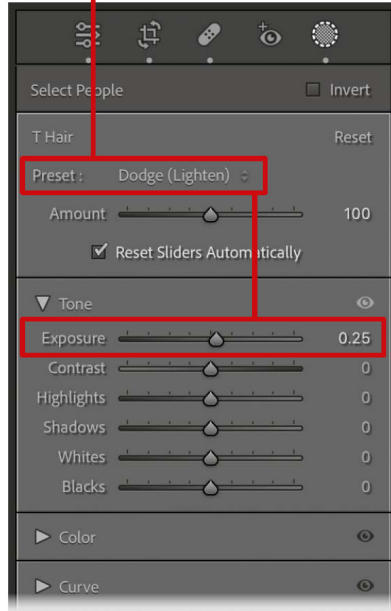 Select People Invert
T Hair Reset
Preset : Dodge (Lighten)
Amount 100
Reset Sliders Automatically
Tone
Exposure 0.25
Contrast 0
Highlights 0
Shadows 0
Whites 0
Blacks 0
Color
Curve